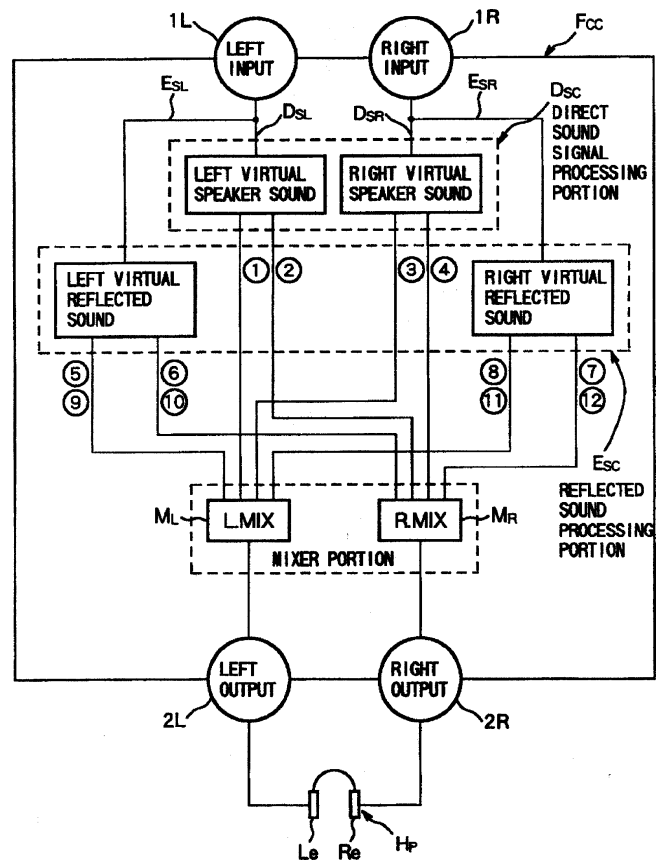 1L
1R
LEFT
INPUT
RIGHT
INPUT
FCC
ESL
DSL
DSR
ESR
DSC
DIRECT
SOUND
SIGNAL
PROCESSING
PORTION
LEFT VIRTUAL
SPEAKER SOUND
RIGHT VIRTUAL
SPEAKER SOUND
① ② ③ ④
LEFT VIRTUAL
REFLECTED
SOUND
RIGHT VIRTUAL
REFLECTED
SOUND
⑤ ⑥ ⑧ ⑦
⑨ ⑩ ⑪ ⑫
ESC
REFLECTED
SOUND
PROCESSING
PORTION
ML
L.MIX
R.MIX
MR
MIXER PORTION
LEFT
OUTPUT
RIGHT
OUTPUT
2L
2R
Le
Re
HP